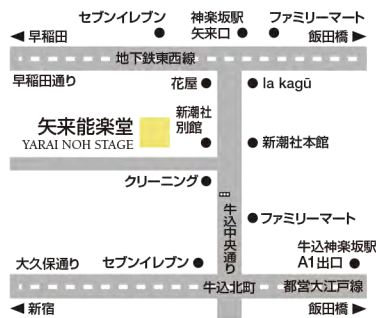 セブンイレブン
神楽坂駅
矢来口
ファミリーマート
早稲田
飯田橋
地下鉄東西線
早稲田通り
花屋
la kagū
矢来能楽堂
YARAI NOH STAGE
新潮社
別館
新潮社本館
クリーニング
牛込中央通り
ファミリーマート
牛込神楽坂駅
A1出口
大久保通り
セブンイレブン
牛込北町
都営大江戸線
新宿
飯田橋